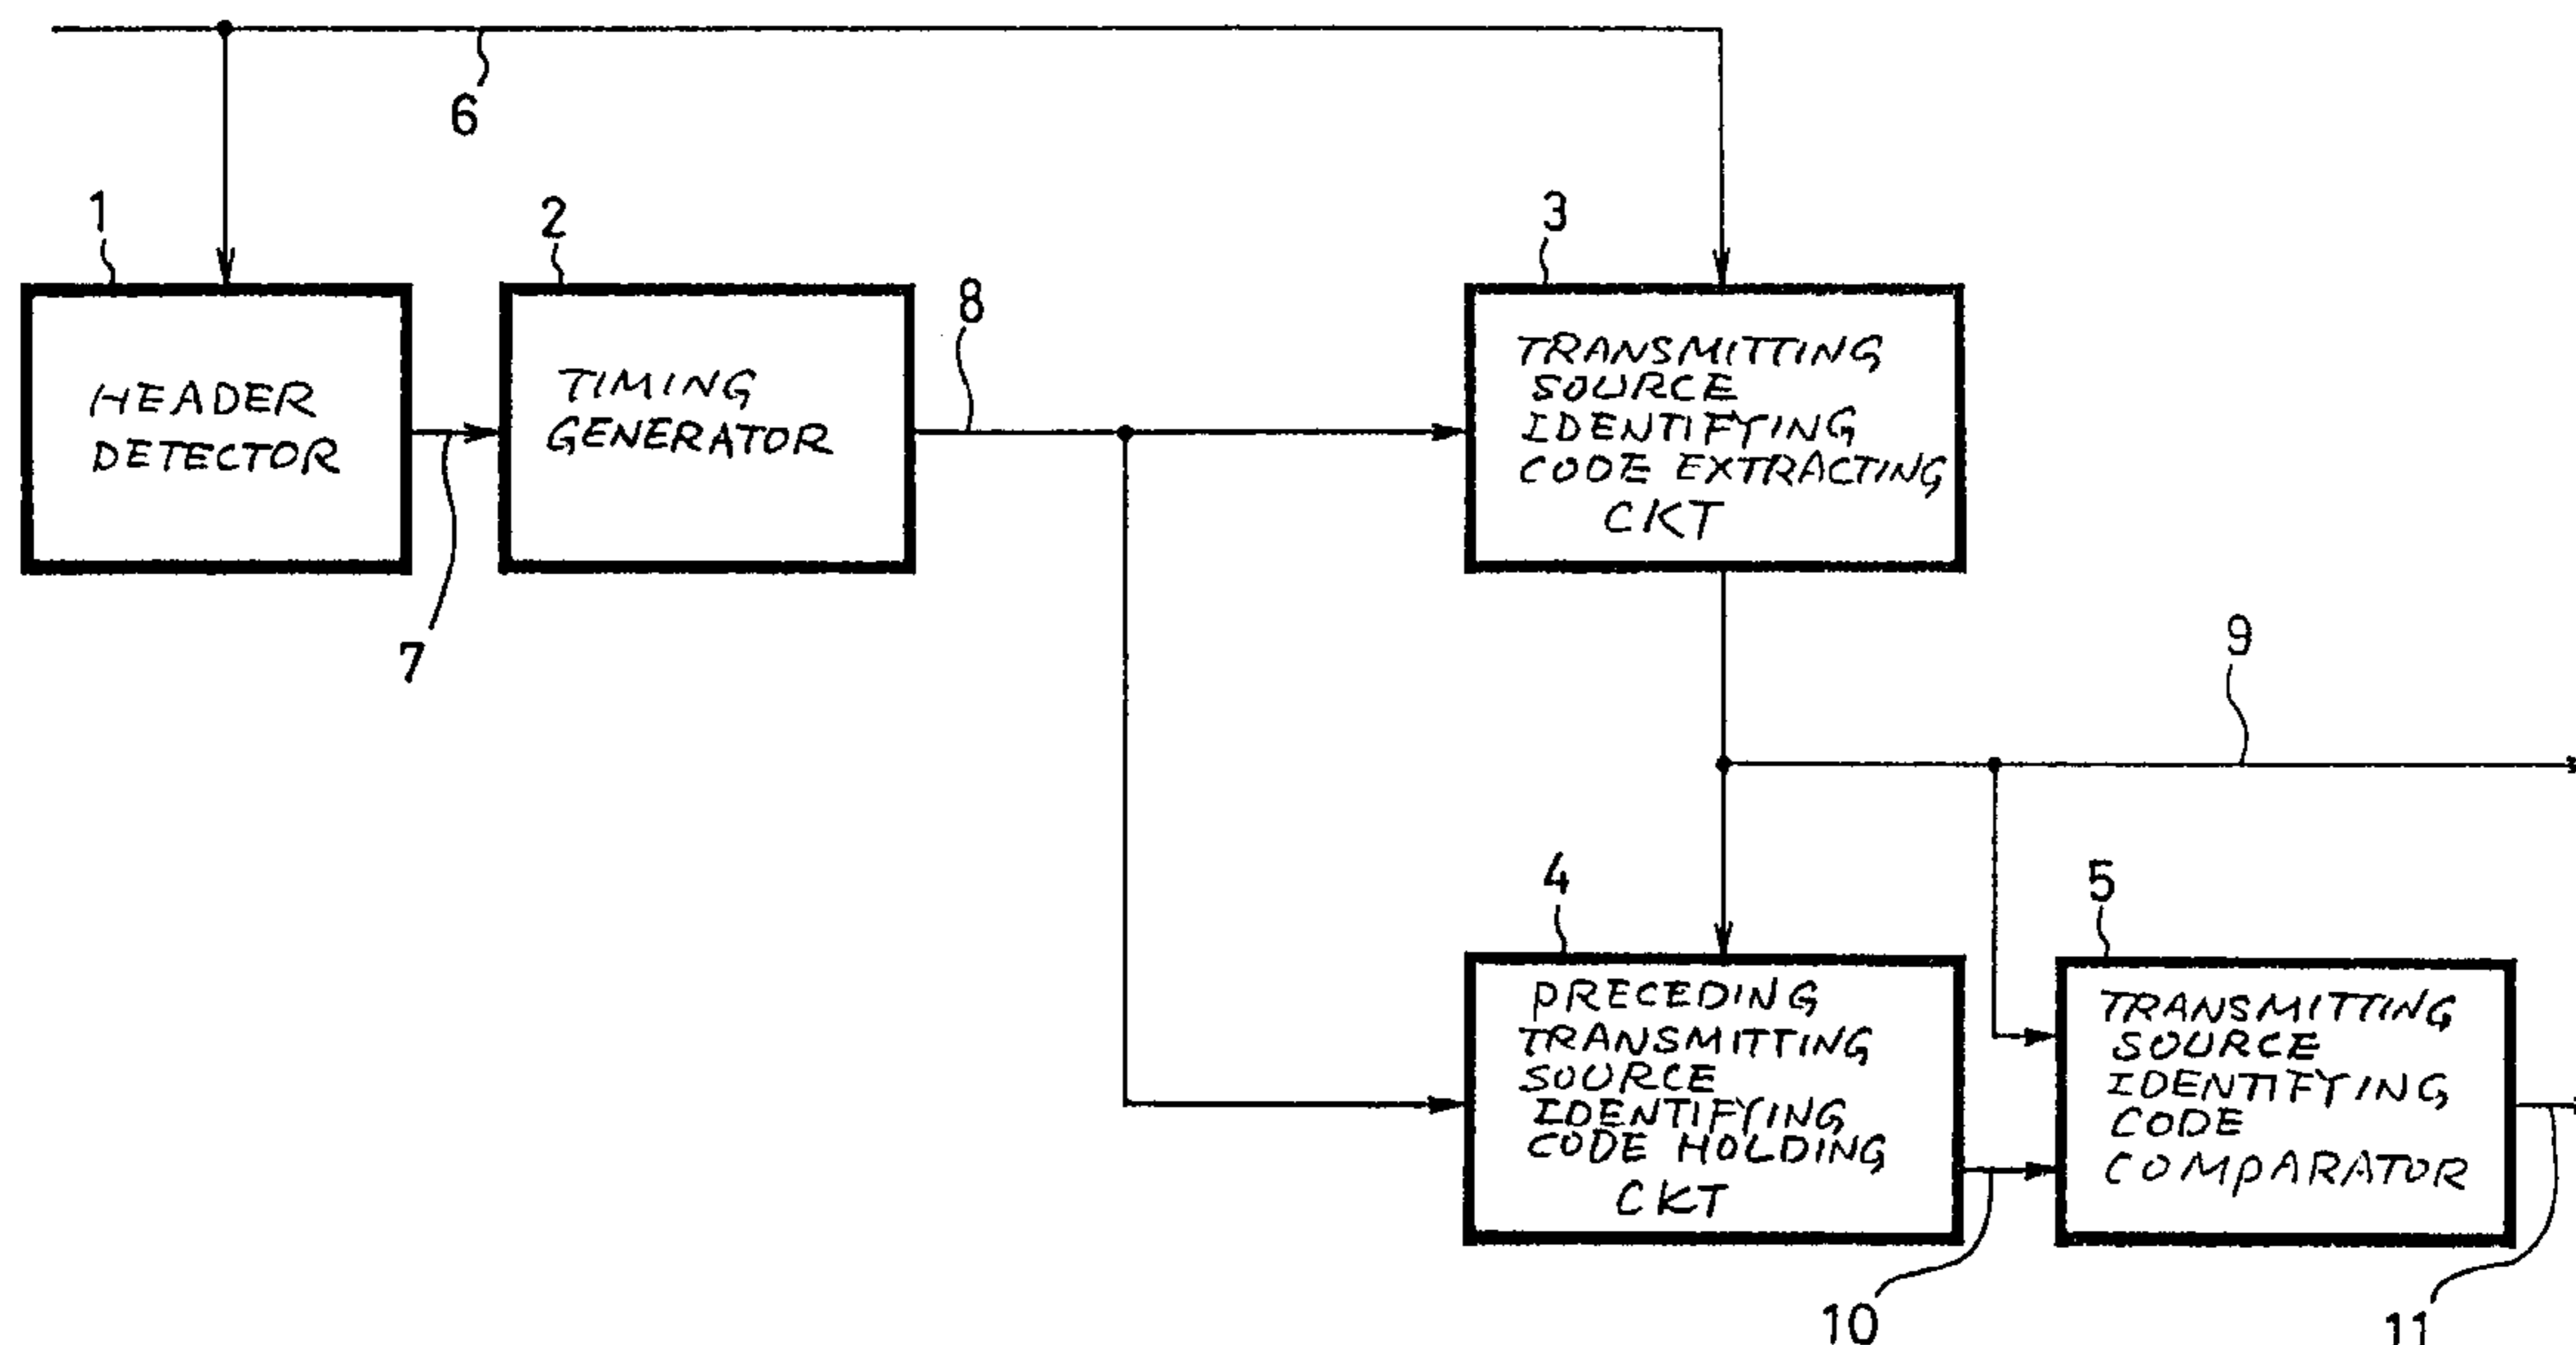 6
1
HEADER
DETECTOR
7
2
TIMING
GENERATOR
8
3
TRANSMITTING
SOURCE
IDENTIFYING
CODE EXTRACTING
CKT
9
4
PRECEDING
TRANSMITTING
SOURCE
IDENTIFYING
CODE HOLDING
CKT
10
5
TRANSMITTING
SOURCE
IDENTIFYING
CODE
COMPARATOR
11